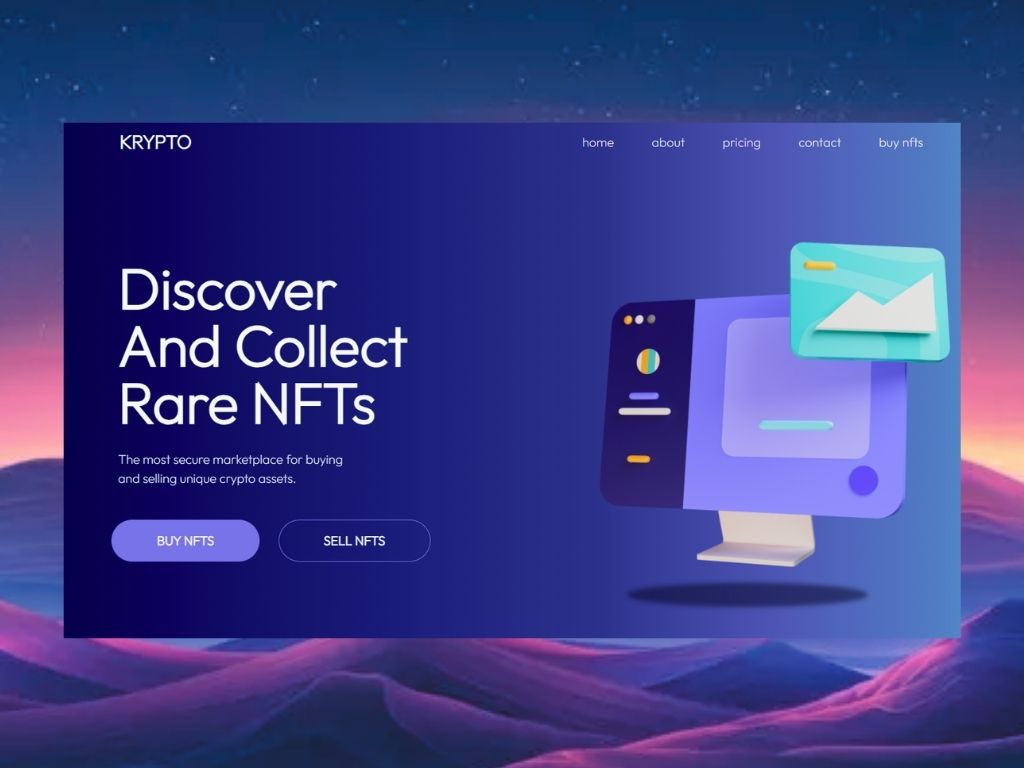 KRYPTO
home about pricing contact buy nfts
Discover
And Collect
Rare NFTs
The most secure marketplace for buying
and selling unique crypto assets.
BUY NFTS SELL NFTS